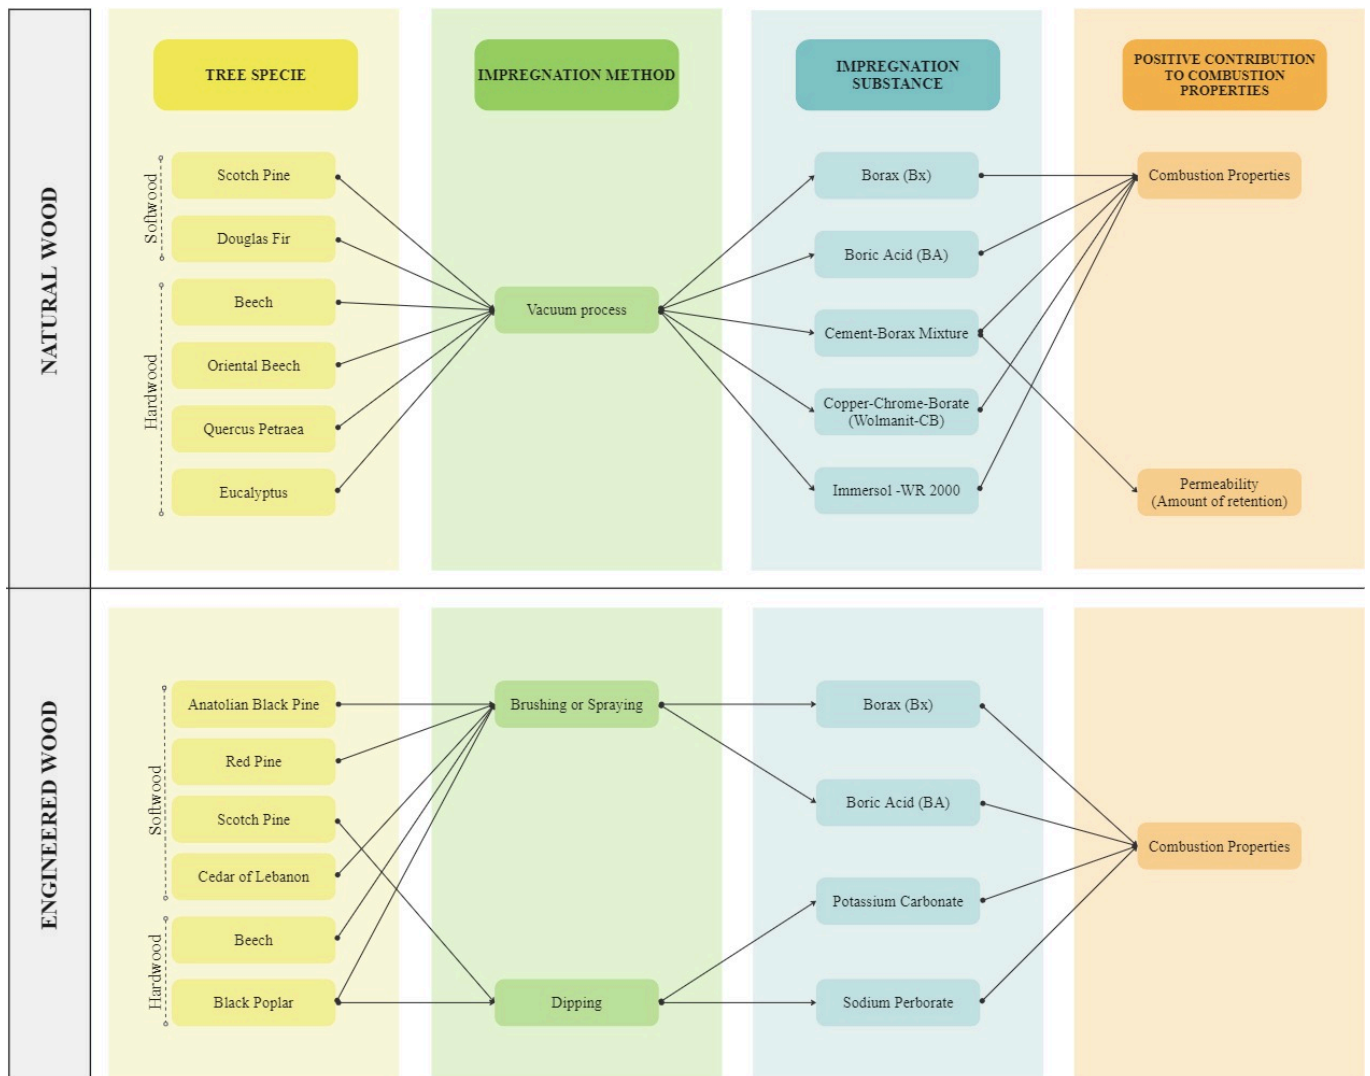 TREE SPECIE
IMPREGNATION METHOD
IMPREGNATION
SUBSTANCE
POSITIVE CONTRIBUTION
TO COMBUSTION
PROPERTIES
NATURAL WOOD
Softwood
Scotch Pine
Douglas Fir
Hardwood
Beech
Oriental Beech
Quercus Petraea
Eucalyptus
Vacuum process
Borax (Bx)
Boric Acid (BA)
Cement-Borax Mixture
Copper-Chrome-Borate
(Wolmanit-CB)
Immersol -WR 2000
Combustion Properties
Permeability
(Amount of retention)
ENGINEERED WOOD
Softwood
Anatolian Black Pine
Red Pine
Scotch Pine
Cedar of Lebanon
Hardwood
Beech
Black Poplar
Brushing or Spraying
Dipping
Borax (Bx)
Boric Acid (BA)
Potassium Carbonate
Sodium Perborate
Combustion Properties